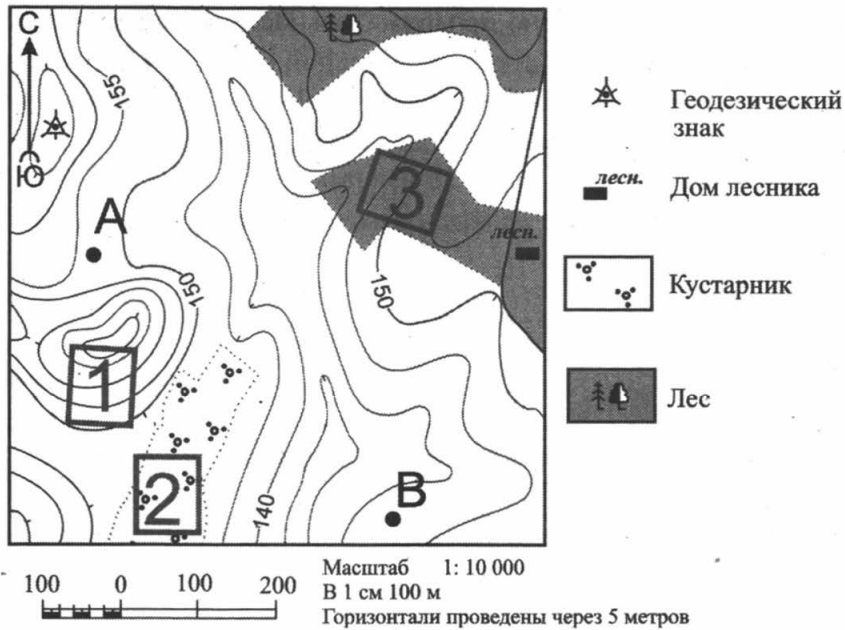 С
Ю
155
А
150
1
2
3
лесн.
150
140
В
Геодезический
знак
лесн.
Дом лесника
Кустарник
Лес
100 0 100 200
Масштаб 1: 10 000
В 1 см 100 м
Горизонтали проведены через 5 метров